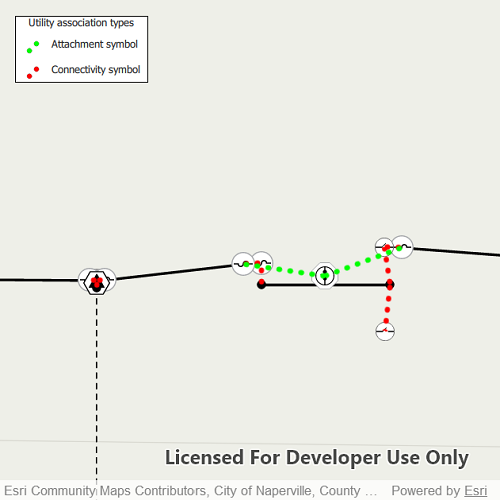 Utility association types
Attachment symbol
Connectivity symbol
Licensed For Developer Use Only
Esri Community Maps Contributors, City of Naperville, County ... Powered by Esri